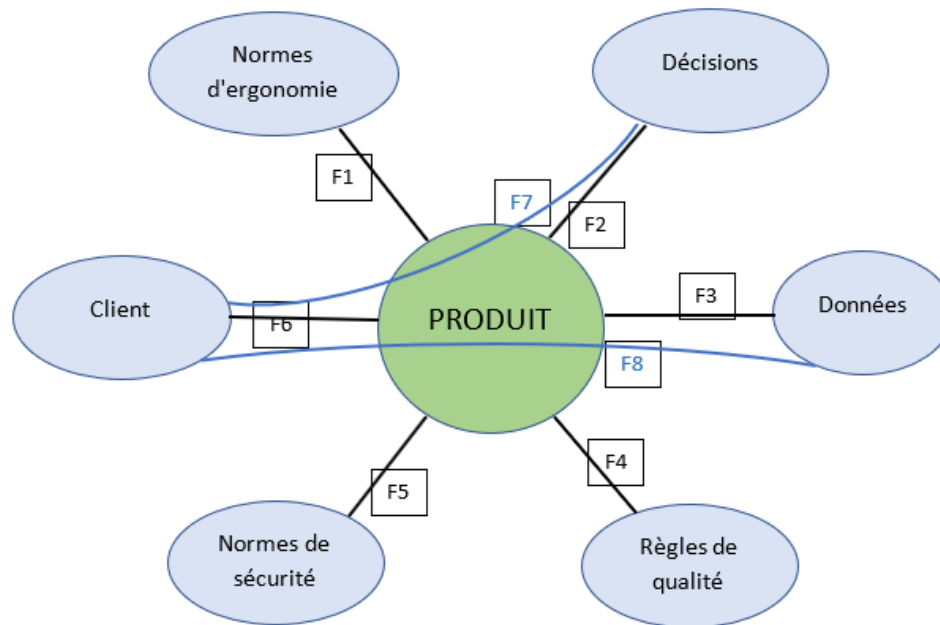 Normes
d'ergonomie
Décisions
F1
F7
F2
Client
F6
PRODUIT
F3
Données
F8
F5
F4
Normes de
sécurité
Règles de
qualité